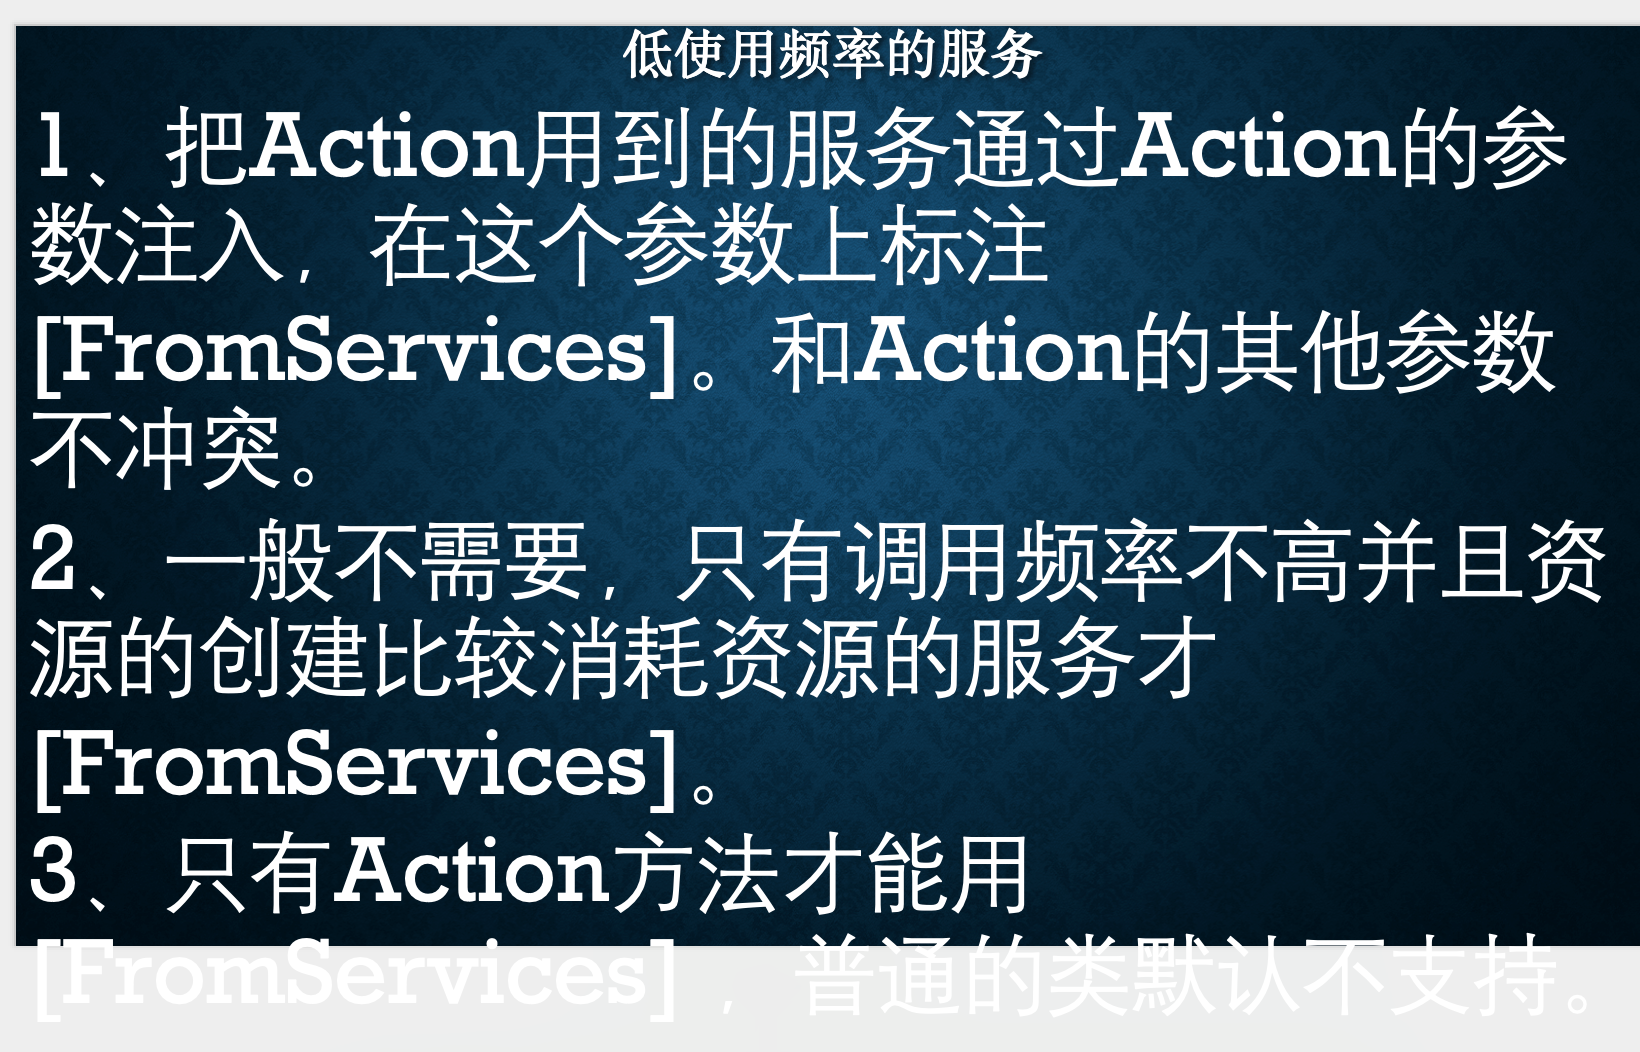 低使用频率的服务
1、把Action用到的服务通过Action的参
数注入，在这个参数上标注
[FromServices]。和Action的其他参数
不冲突。
2、一般不需要，只有调用频率不高并且资
源的创建比较消耗资源的服务才
[FromServices]。
3、只有Action方法才能用
[FromServices]，普通的类默认不支持。